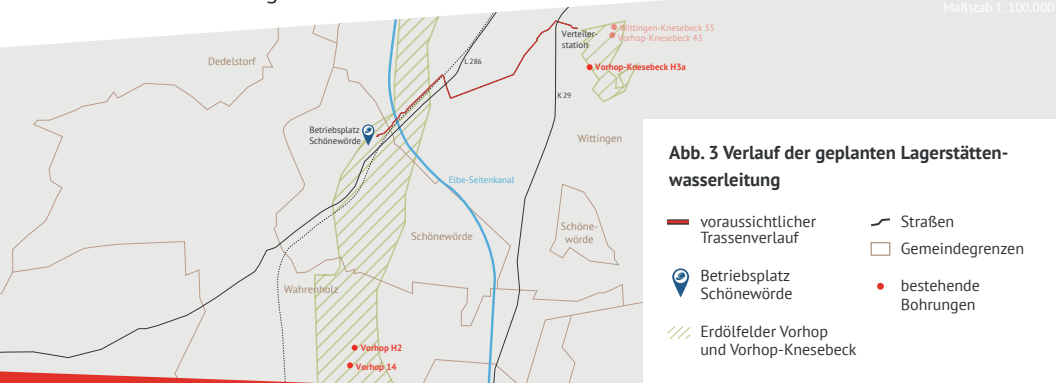 Maßstab 1:100.000
Wittingen-Knesebeck 35
Vorhop-Knesebeck 43
Verteiler-
station
Dedelstorf
L 286
Vorhop-Knesebeck H3a
K 29
Betriebsplatz
Schönewörde
Wittingen
Elbe-Seitenkanal
Schönewörde
Schöne-
wörde
Wahrenholz
Vorhop H2
Vorhop 14
Abb. 3 Verlauf der geplanten Lagerstätten-
wasserleitung
voraussichtlicher
Trassenverlauf
Betriebsplatz
Schönewörde
Erdölfelder Vorhop
und Vorhop-Knesebeck
Straßen
Gemeindegrenzen
bestehende
Bohrungen